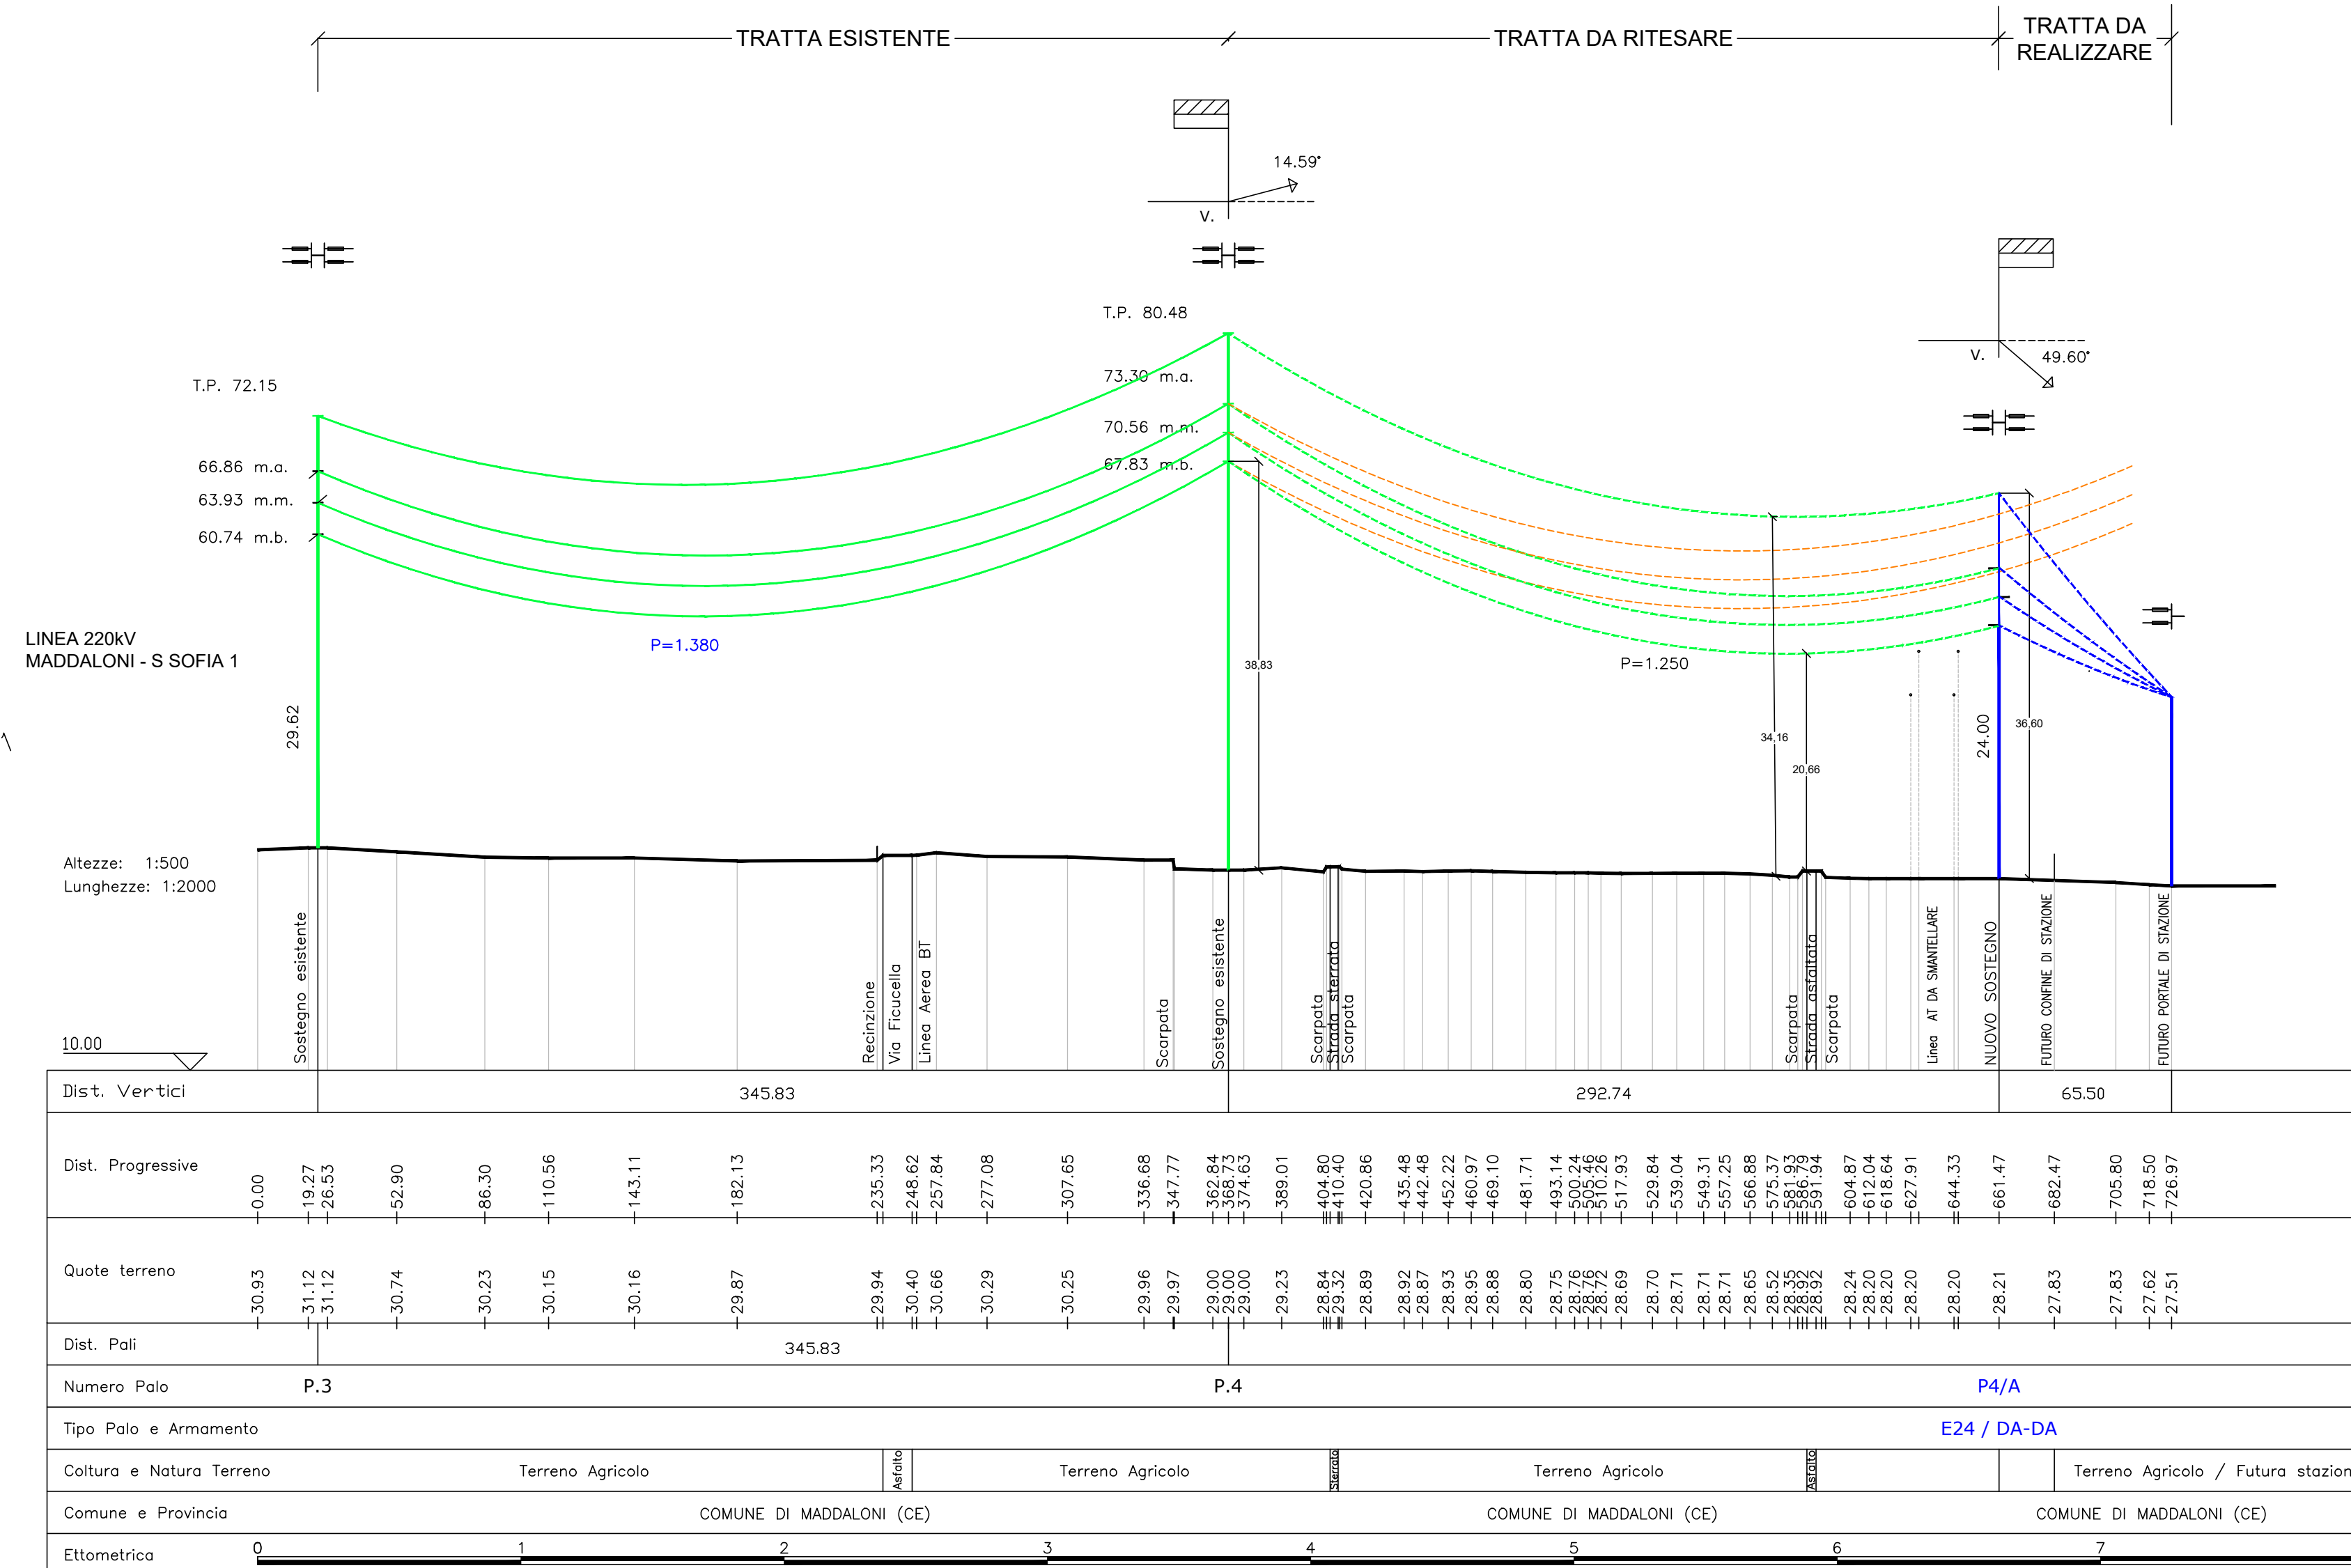 TRATTA ESISTENTE
TRATTA DA RITESARE
TRATTA DA
REALIZZARE
14.59°
V.
49.60°
V.
T.P. 80.48
T.P. 72.15
73.30 m.a.
70.56 m.m.
67.83 m.b.
66.86 m.a.
63.93 m.m.
60.74 m.b.
LINEA 220kV
MADDALONI - S SOFIA 1
P=1.380
P=1.250
38,83
34,16
20,66
36,60
29.62
24.00
Altezze: 1:500
Lunghezze: 1:2000
10.00
Sostegno esistente
Recinzione
Via Ficucella
Linea Aerea BT
Scarpata
Sostegno esistente
Scarpata
Strada sterrata
Scarpata
Scarpata
Strada asfaltata
Scarpata
Linea AT DA SMANTELLARE
NUOVO SOSTEGNO
FUTURO CONFINE DI STAZIONE
FUTURO PORTALE DI STAZIONE
Dist. Vertici 345.83 292.74 65.50
Dist. Progressive 0.00 19.27 26.53 52.90 86.30 110.56 143.11 182.13 235.33 248.62 257.84 277.08 307.65 336.68 347.77 362.84 368.73 374.63 389.01 404.80 410.40 420.86 435.48 442.48 452.22 460.97 469.10 481.71 493.14 500.24 505.46 510.26 517.93 529.84 539.04 549.31 557.25 566.88 575.37 581.93 586.79 591.94 604.87 612.04 618.64 627.91 644.33 661.47 682.47 705.80 718.50 726.97
Quote terreno 30.93 31.12 31.12 30.74 30.23 30.15 30.16 29.87 29.94 30.40 30.66 30.29 30.25 29.96 29.97 29.00 29.00 29.00 29.23 28.84 29.32 28.89 28.92 28.87 28.93 28.95 28.88 28.80 28.75 28.76 28.76 28.72 28.69 28.70 28.71 28.71 28.71 28.65 28.52 28.35 28.92 28.92 28.24 28.20 28.20 28.20 28.20 28.21 27.83 27.83 27.62 27.51
Dist. Pali 345.83
Numero Palo P.3 P.4 P4/A
Tipo Palo e Armamento E24 / DA-DA
Coltura e Natura Terreno Terreno Agricolo Asfalto Terreno Agricolo Sterrato Terreno Agricolo Asfalto Terreno Agricolo / Futura stazion
Comune e Provincia COMUNE DI MADDALONI (CE) COMUNE DI MADDALONI (CE) COMUNE DI MADDALONI (CE)
Ettometrica 0 1 2 3 4 5 6 7